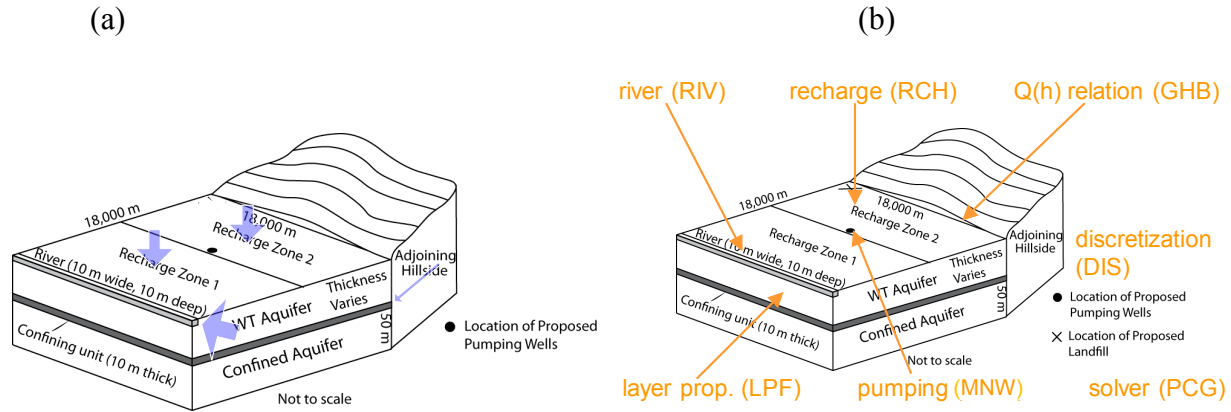 (a)
18,000 m
18,000 m
Recharge Zone 2
Recharge Zone 1
River (10 m wide, 10 m deep)
Adjoining
Hillside
Thickness
Varies
WT Aquifer
50 m
Confining unit (10 m thick)
Confined Aquifer
Location of Proposed
Pumping Wells
Not to scale
(b)
river (RIV)
recharge (RCH)
Q(h) relation (GHB)
18,000 m
18,000 m
Recharge Zone 2
Recharge Zone 1
River (10 m wide, 10 m deep)
Adjoining
Hillside
Thickness
Varies
WT Aquifer
50 m
discretization
(DIS)
Confining unit (10 m thick)
Confined Aquifer
Location of Proposed
Pumping Wells
Location of Proposed
Landfill
Not to scale
layer prop. (LPF)
pumping (MNW)
solver (PCG)